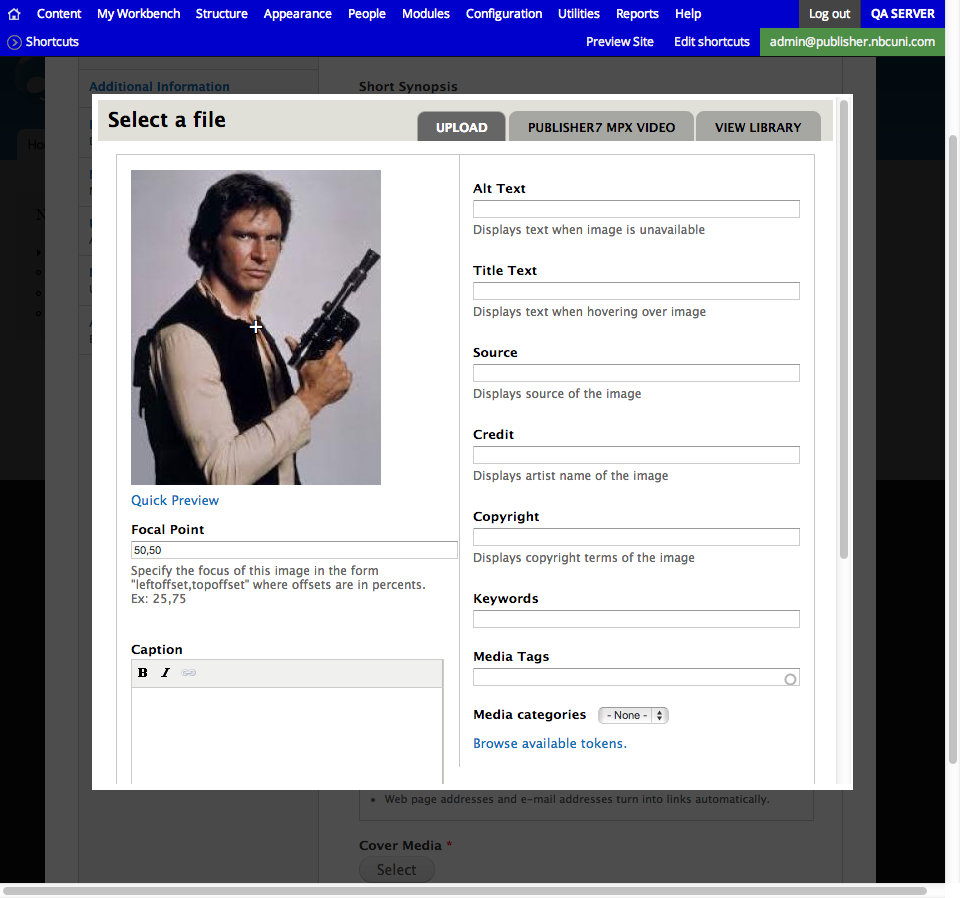 Content My Workbench Structure Appearance People Modules Configuration Utilities Reports Help Log out QA SERVER
Shortcuts Preview Site Edit shortcuts admin@publisher.nbcuni.com
Additional Information Short Synopsis
Select a file UPLOAD PUBLISHER7 MPX VIDEO VIEW LIBRARY
Alt Text
Displays text when image is unavailable
Title Text
Displays text when hovering over image
Source
Displays source of the image
Credit
Displays artist name of the image
Copyright
Displays copyright terms of the image
Keywords
Media Tags
Media categories - None -
Browse available tokens.
Quick Preview
Focal Point
50,50
Specify the focus of this image in the form
"leftoffset,topoffset" where offsets are in percents.
Ex: 25,75
Caption
B I
Web page addresses and e-mail addresses turn into links automatically.
Cover Media *
Select